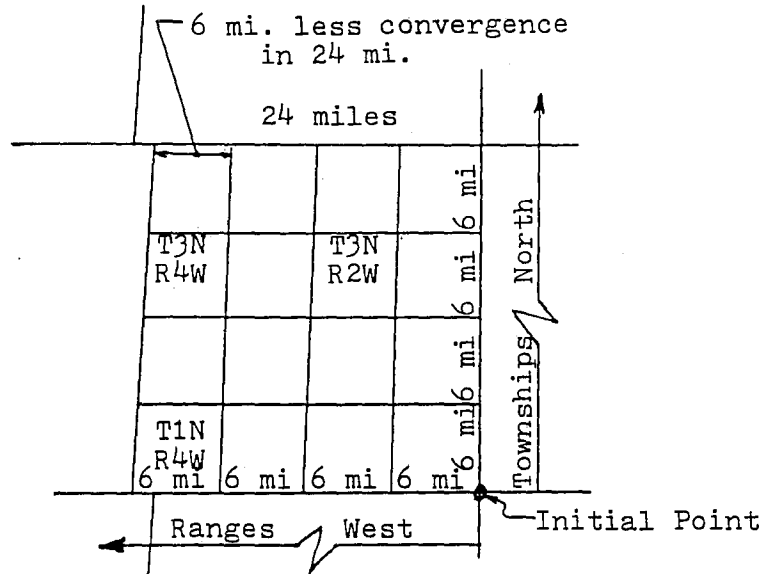 6 mi. less convergence
in 24 mi.
24 miles
6 mi
T3N
R4W
T3N
R2W
6 mi
6 mi
6 mi
T1N
R4W
6 mi
6 mi
6 mi
6 mi
Townships North
Ranges West
Initial Point